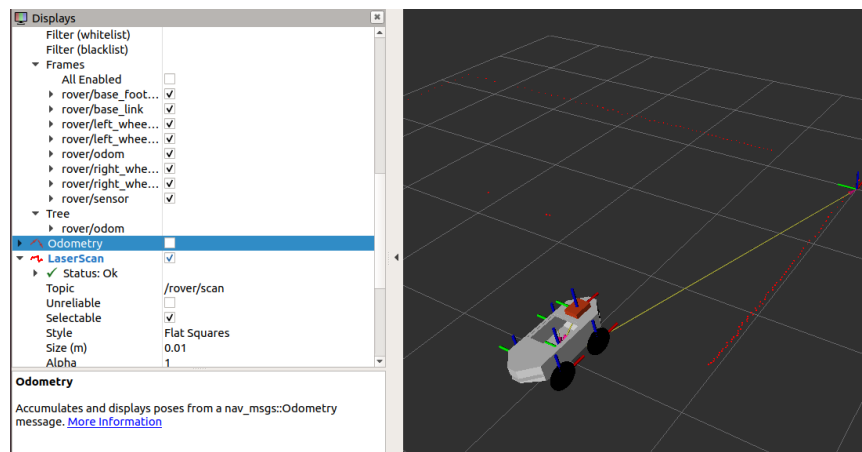 Displays
Filter (whitelist)
Filter (blacklist)
Frames
All Enabled
rover/base_foot...
rover/base_link
rover/left_whee...
rover/left_whee...
rover/odom
rover/right_whe...
rover/right_whe...
rover/sensor
Tree
rover/odom
Odometry
LaserScan
Status: Ok
Topic /rover/scan
Unreliable
Selectable
Style Flat Squares
Size (m) 0.01
Alpha 1
Odometry
Accumulates and displays poses from a nav_msgs::Odometry
message. More Information